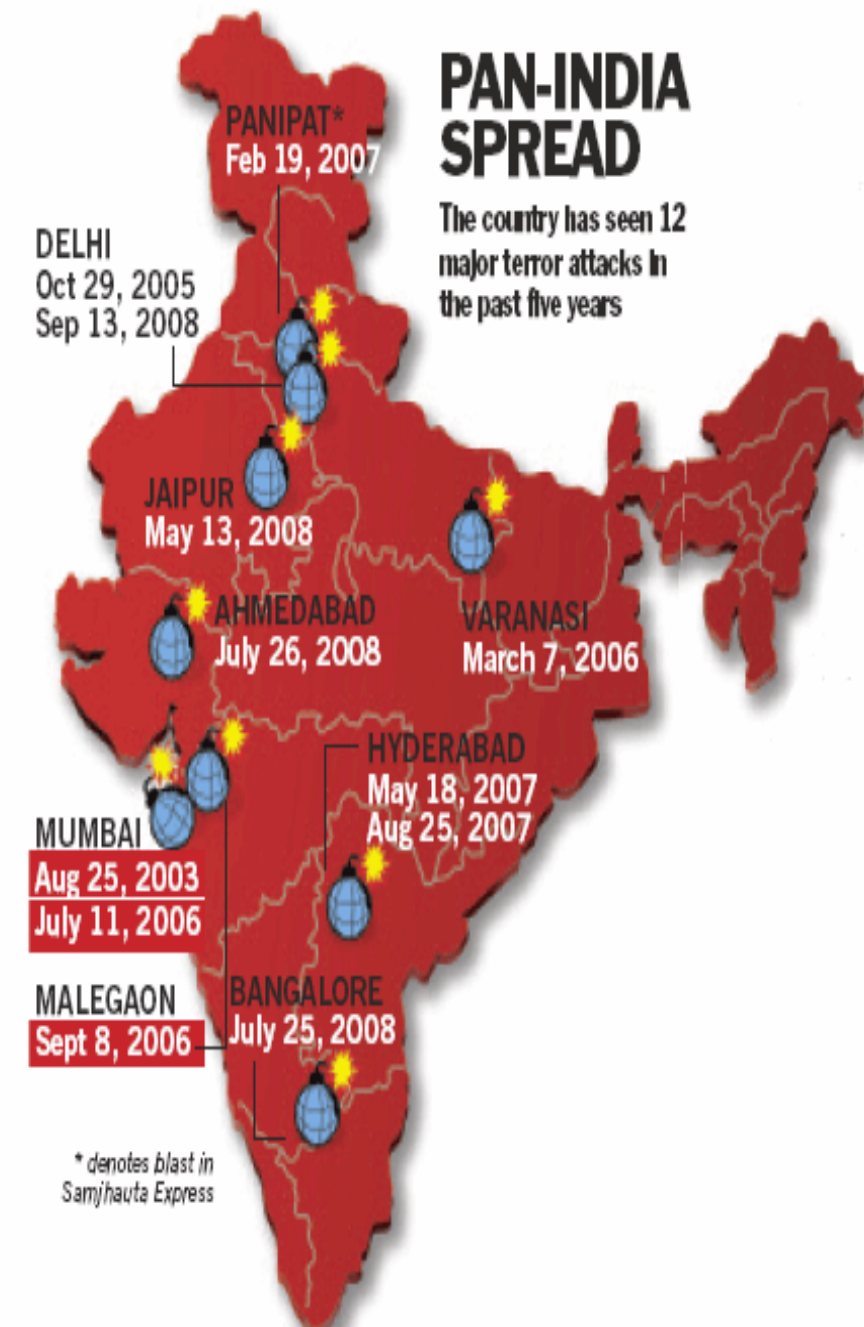 PAN-INDIA
SPREAD
The country has seen 12
major terror attacks in
the past five years
PANIPAT*
Feb 19, 2007
DELHI
Oct 29, 2005
Sep 13, 2008
JAIPUR
May 13, 2008
AHMEDABAD
July 26, 2008
VARANASI
March 7, 2006
HYDERABAD
May 18, 2007
Aug 25, 2007
MUMBAI
Aug 25, 2003
July 11, 2006
MALEGAON
Sept 8, 2006
BANGALORE
July 25, 2008
* denotes blast in
Samjhauta Express